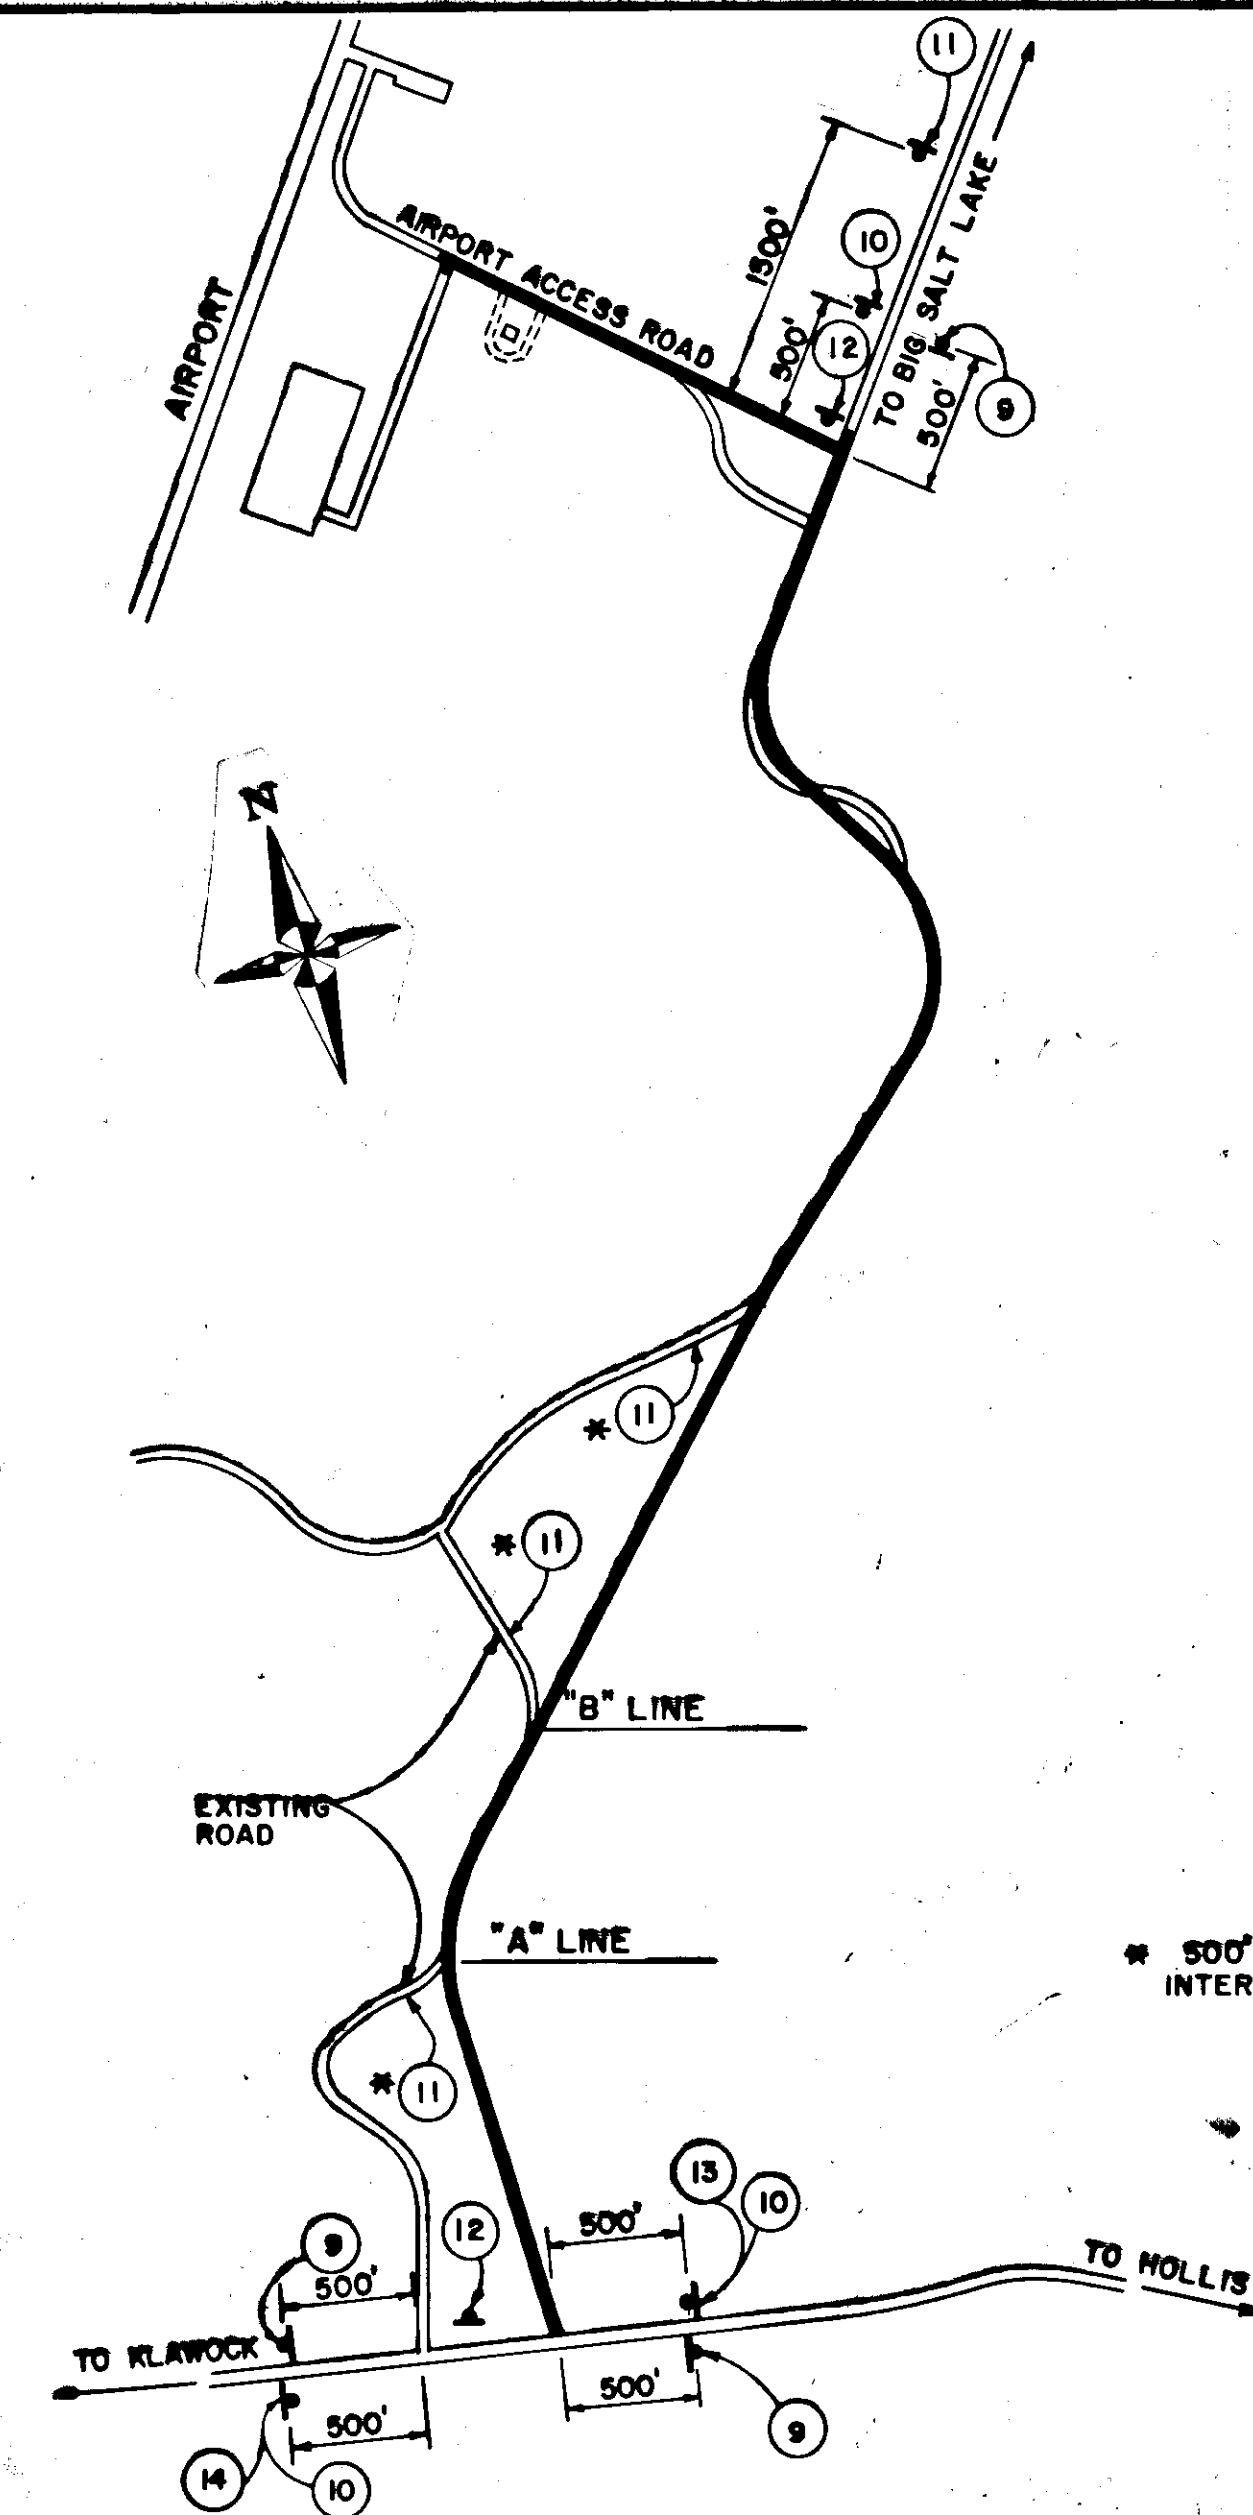 11
AIRPORT ACCESS ROAD
1500'
10
500'
12
TO BIG SALT LAKE
9
500'
AIRPORT
N
* 11
* 11
"B" LINE
EXISTING
ROAD
"A" LINE
* 500'
INTER
* 11
13
10
12
500'
9
500'
TO HOLLIS
TO KLAWOCK
500'
500'
9
14
10